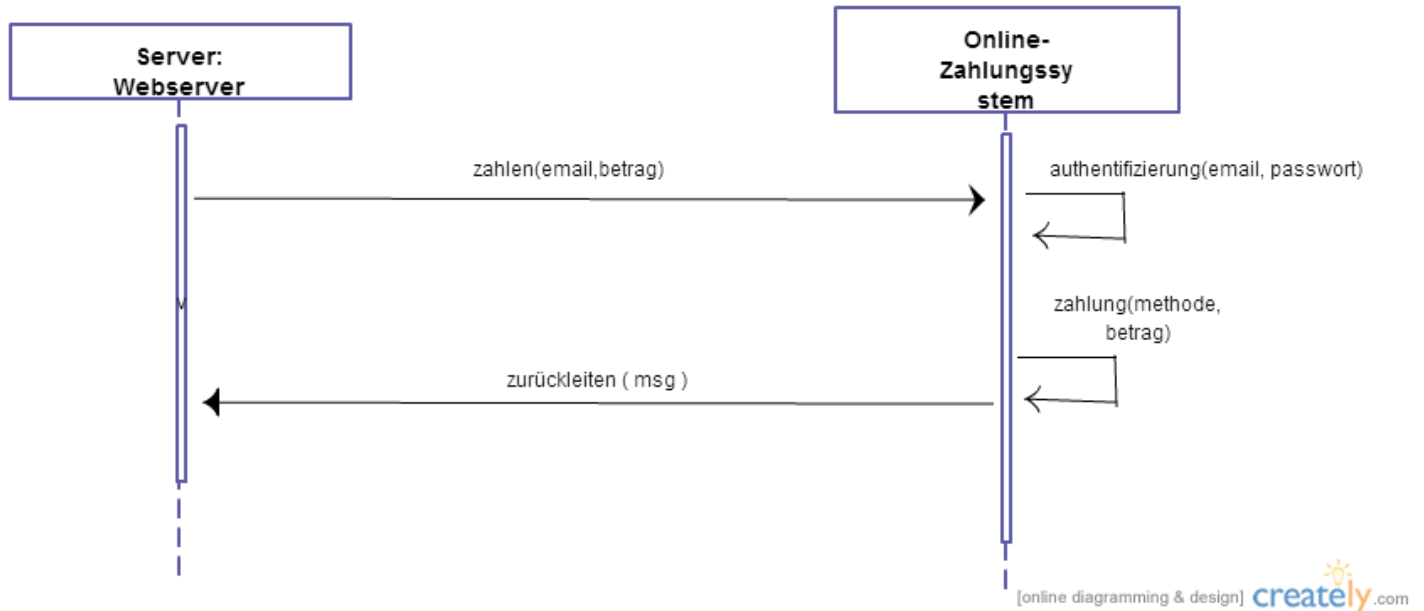 Server:
Webserver
Online-
Zahlungssy
stem
zahlen(email,betrag)
authentifizierung(email, passwort)
zahlung(methode,
betrag)
zurückleiten ( msg )
[online diagramming & design] creately.com